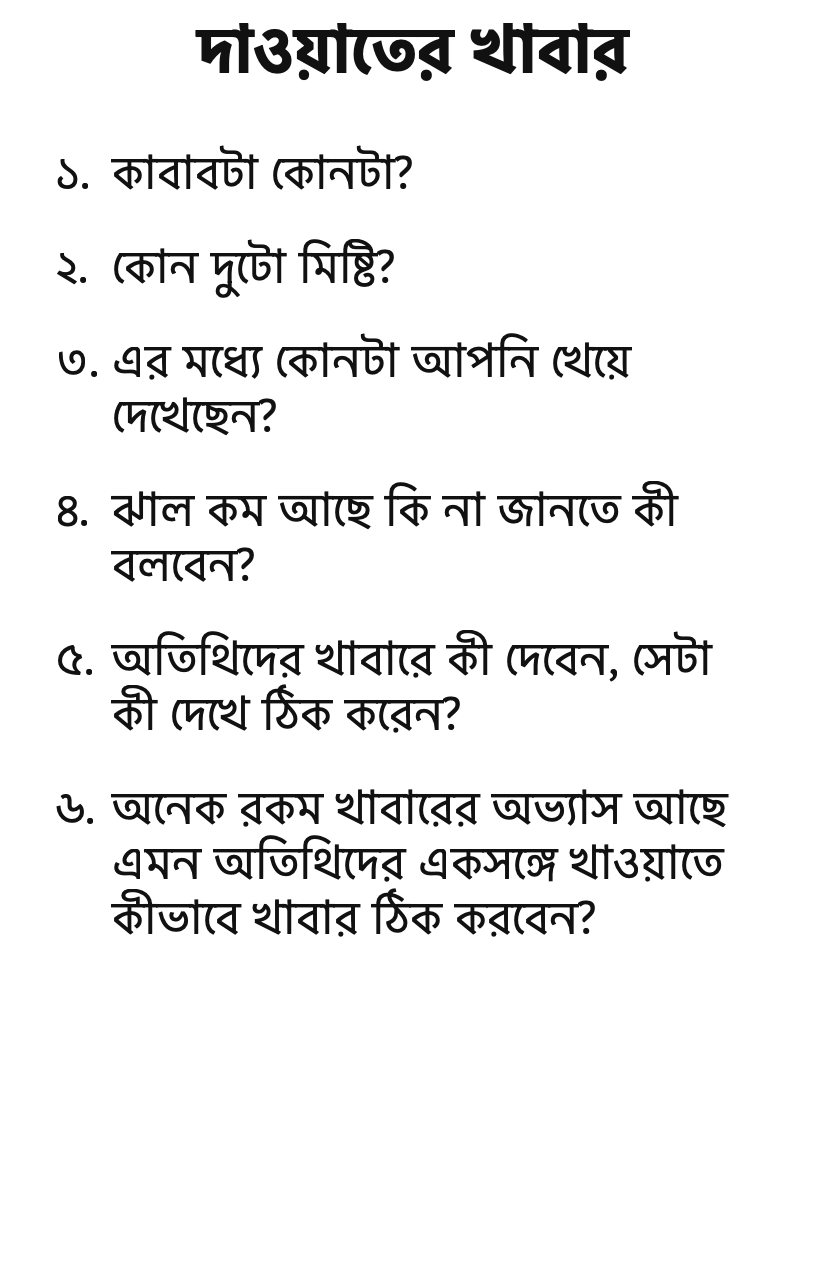 দাওয়াতের খাবার
১. কাবাবটা কোনটা?
২. কোন দুটো মিষ্টি?
৩. এর মধ্যে কোনটা আপনি খেয়ে
দেখেছেন?
৪. ঝাল কম আছে কি না জানতে কী
বলবেন?
৫. অতিথিদের খাবারে কী দেবেন, সেটা
কী দেখে ঠিক করেন?
৬. অনেক রকম খাবারের অভ্যাস আছে
এমন অতিথিদের একসঙ্গে খাওয়াতে
কীভাবে খাবার ঠিক করবেন?